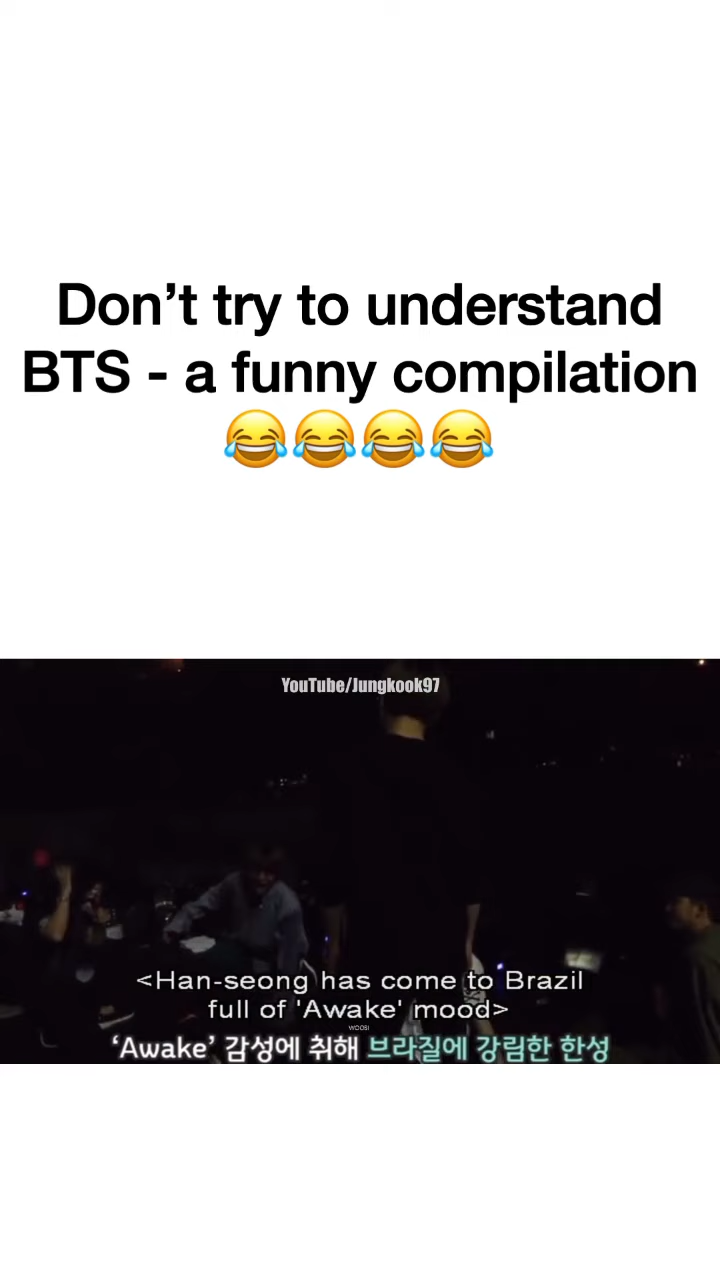 Don’t try to understand
BTS - a funny compilation
😂😂😂😂
YouTube/Jungkook97
<Han-seong has come to Brazil
full of 'Awake' mood>
WOOSI
‘Awake’ 감성에 취해 브라질에 강림한 한성